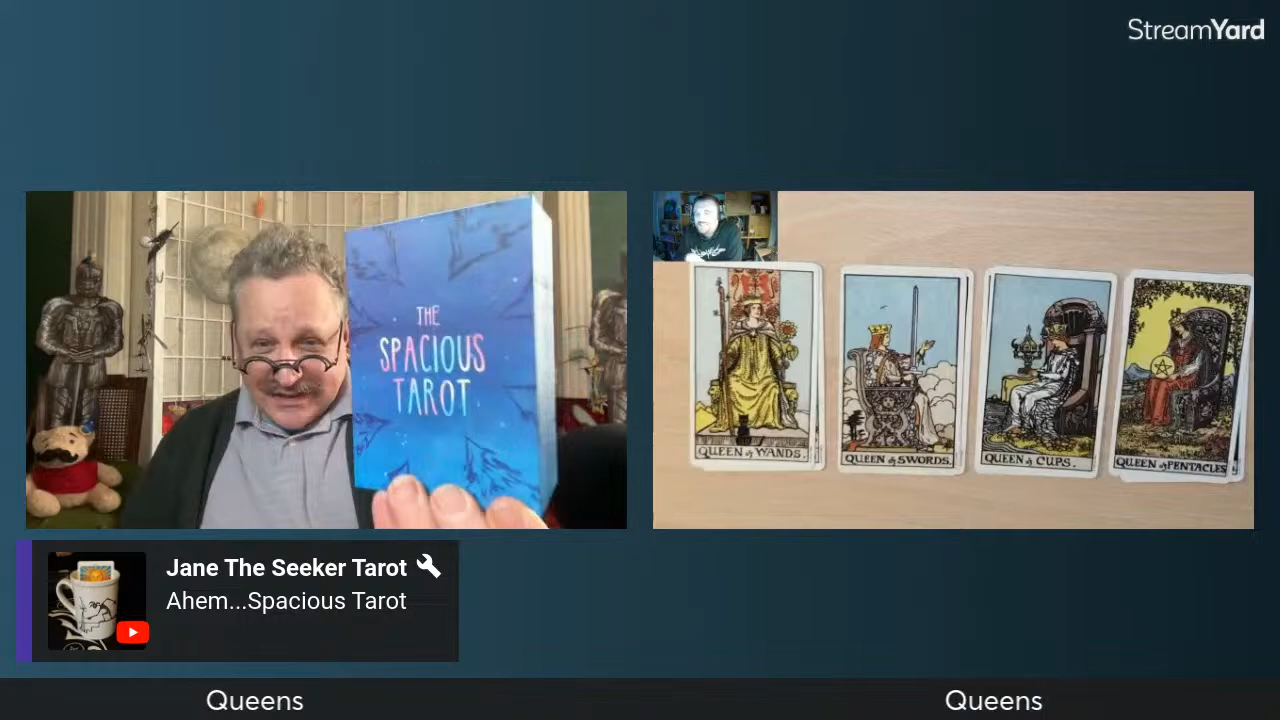 StreamYard
THE
SPACIOUS
TAROT
QUEEN of WANDS.
QUEEN of SWORDS.
QUEEN of CUPS.
QUEEN of PENTACLES
Jane The Seeker Tarot
Ahem...Spacious Tarot
Queens
Queens